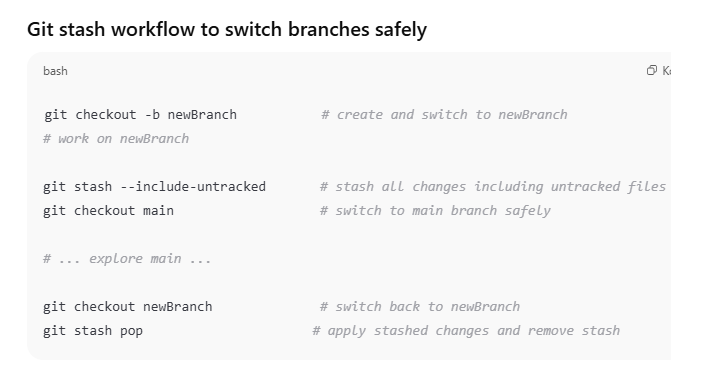 Git stash workflow to switch branches safely
bash
git checkout -b newBranch # create and switch to newBranch
# work on newBranch
git stash --include-untracked # stash all changes including untracked files
git checkout main # switch to main branch safely
# ... explore main ...
git checkout newBranch # switch back to newBranch
git stash pop # apply stashed changes and remove stash